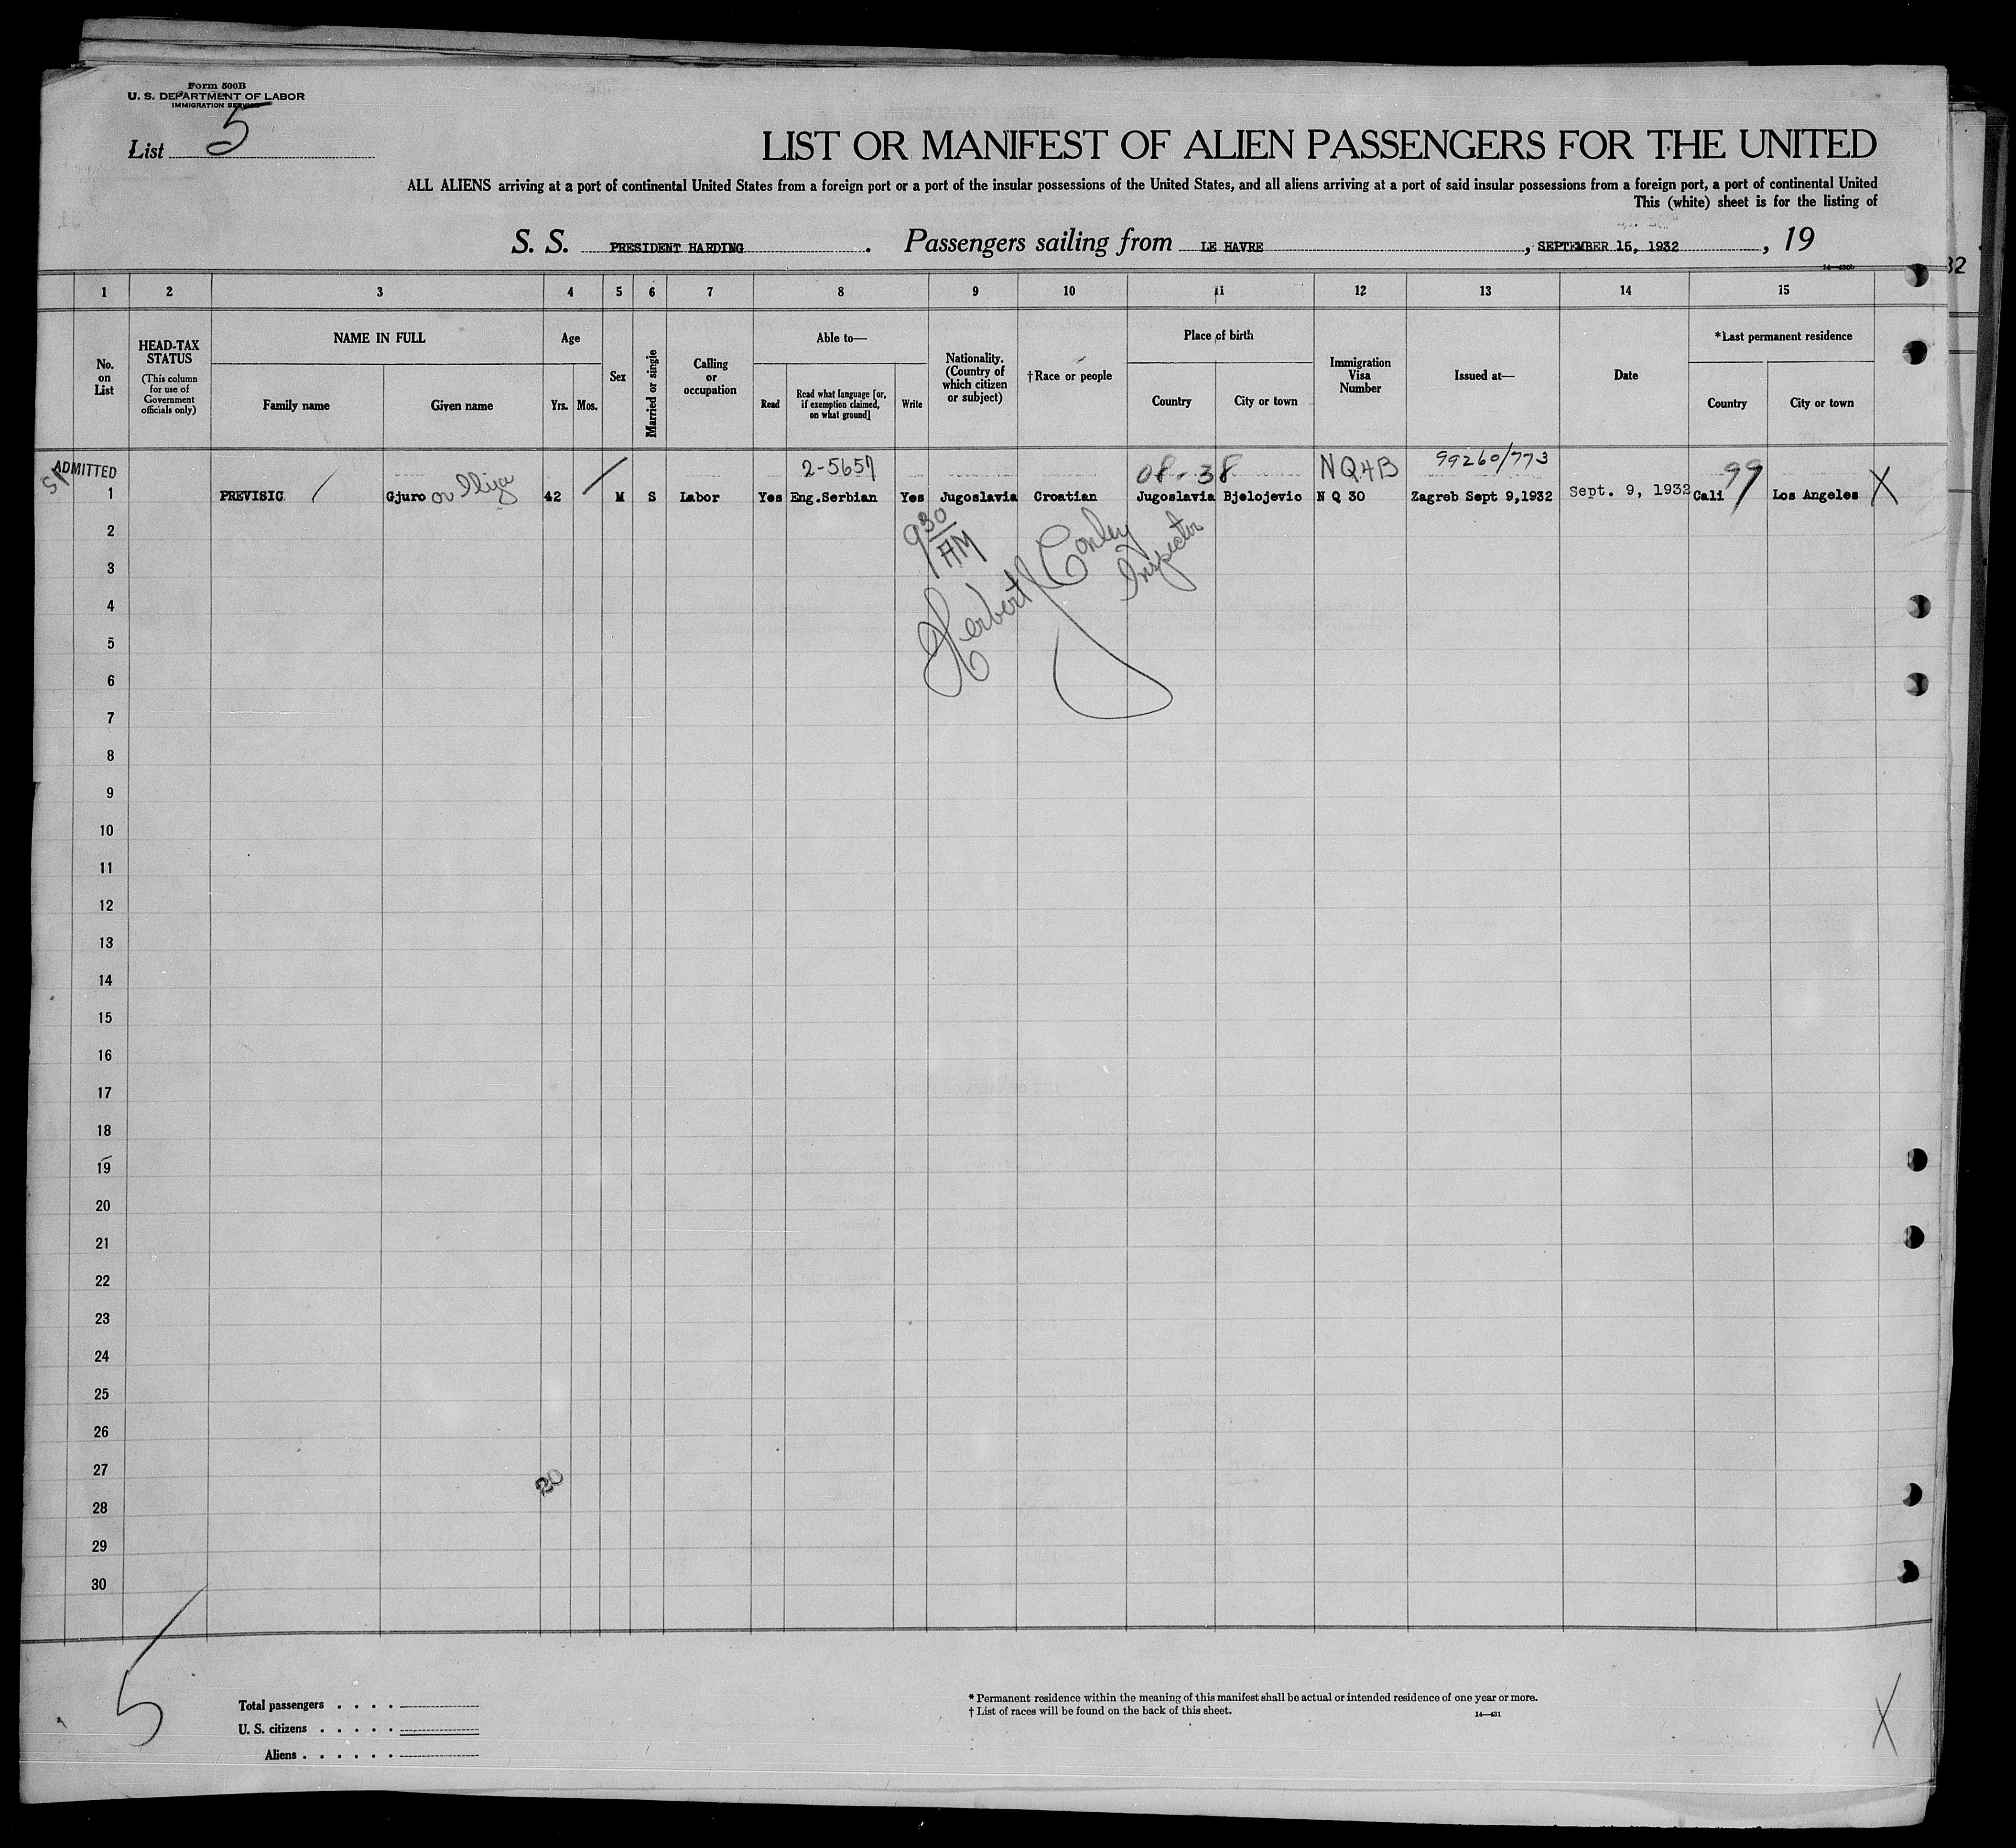 Form 500B
U. S. DEPARTMENT OF LABOR
IMMIGRATION SERVICE
List 5
LIST OR MANIFEST OF ALIEN PASSENGERS FOR THE UNITED
ALL ALIENS arriving at a port of continental United States from a foreign port or a port of the insular possessions of the United States, and all aliens arriving at a port of said insular possessions from a foreign port, a port of continental United
This (white) sheet is for the listing of
S. S. PRESIDENT HARDING . Passengers sailing from LE HAVRE , SEPTEMBER 15, 1932 , 19
32
1 2 3 4 5 6 7 8 9 10 11 12 13 14 15
No. on List
HEAD-TAX STATUS (This column for use of Government officials only)
NAME IN FULL
Family name Given name
Age
Yrs. Mos.
Sex
Married or single
Calling or occupation
Able to—
Read
Read what language [or, if exemption claimed, on what ground]
Write
Nationality. (Country of which citizen or subject)
†Race or people
Place of birth
Country City or town
Immigration Visa Number
Issued at—
Date
*Last permanent residence
Country City or town
ADMITTED 2-5657 08-38 NQ4B 99260/773 99
1 PREVISIC Gjuro or 42 M S Labor Yes Eng.Serbian Yes Jugoslavia Croatian Jugoslavia Bjelojevic N Q 30 Zagreb Sept 9,1932 Sept. 9, 1932 Cali Los Angeles X
9 30 AM
Herbert Conley
Inspector
2
3
4
5
6
7
8
9
10
11
12
13
14
15
16
17
18
19
20
21
22
23
24
25
26
27
20
28
29
30
5
Total passengers . . . .
U. S. citizens . . . . .
Aliens . . . . . .
* Permanent residence within the meaning of this manifest shall be actual or intended residence of one year or more.
† List of races will be found on the back of this sheet.
14—431
X